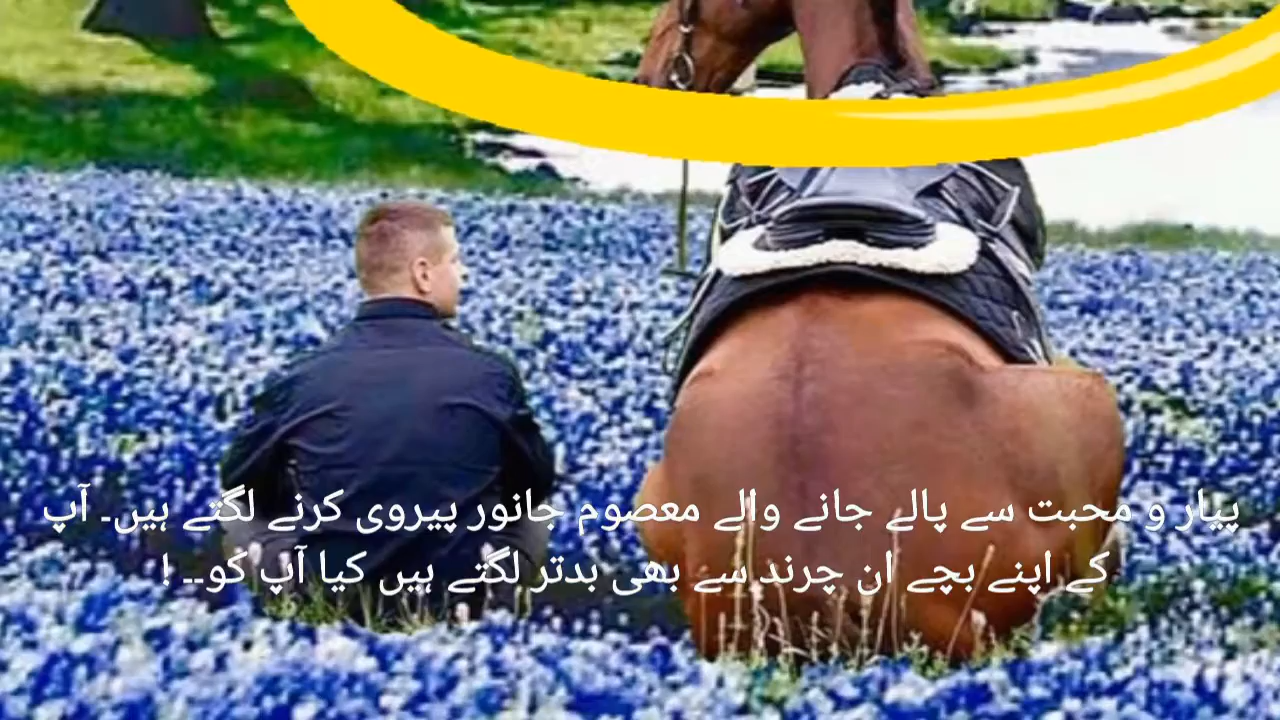 پیار و محبت سے پالے جانے والے معصوم جانور پیروی کرنے لگتے ہیں۔ آپ
کے اپنے بچے ان چرند سے بھی بدتر لگتے ہیں کیا آپ کو۔۔ !